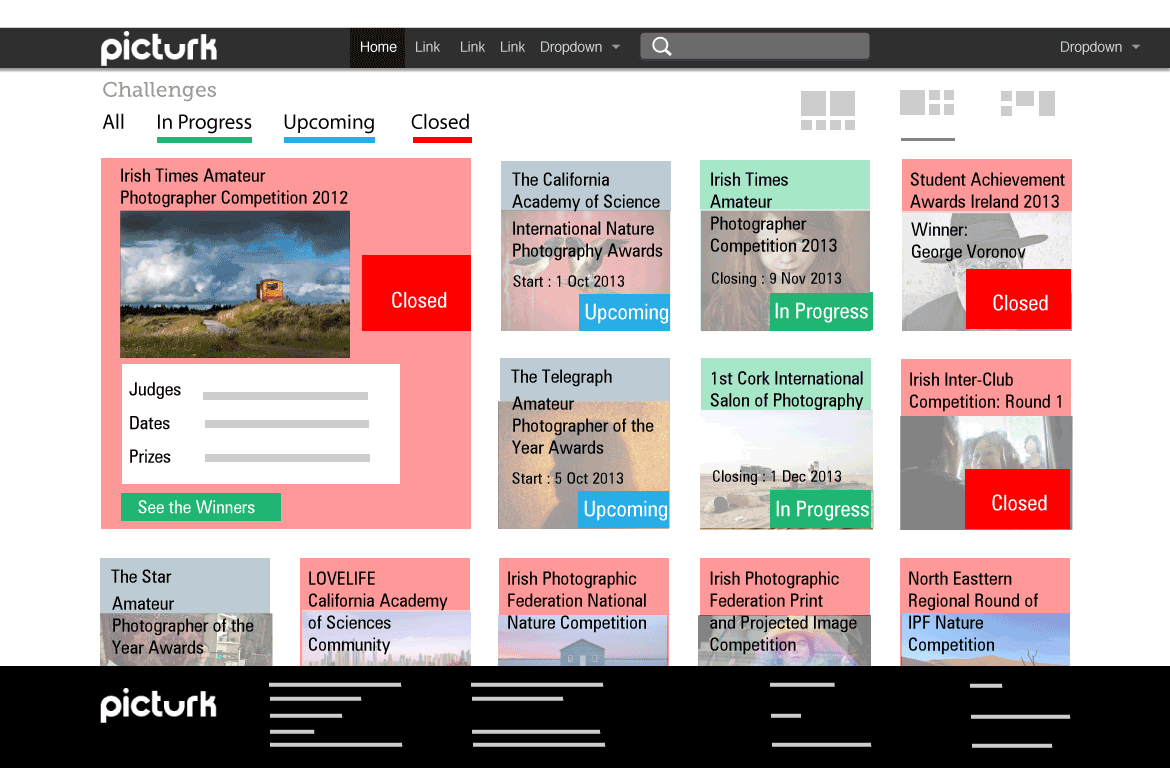 picturk
Home Link Link Link Dropdown
Dropdown
Challenges
All In Progress Upcoming Closed
Irish Times Amateur
Photographer Competition 2012
Closed
Judges
Dates
Prizes
See the Winners
The California
Academy of Science
International Nature
Photography Awards
Start : 1 Oct 2013
Upcoming
Irish Times
Amateur
Photographer
Competition 2013
Closing : 9 Nov 2013
In Progress
Student Achievement
Awards Ireland 2013
Winner:
George Voronov
Closed
The Telegraph
Amateur
Photographer of the
Year Awards
Start : 5 Oct 2013
Upcoming
1st Cork International
Salon of Photography
Closing : 1 Dec 2013
In Progress
Irish Inter-Club
Competition: Round 1
Closed
The Star
Amateur
Photographer of the
Year Awards
LOVELIFE
California Academy
of Sciences
Community
Irish Photographic
Federation National
Nature Competition
Irish Photographic
Federation Print
and Projected Image
Competition
North Easttern
Regional Round of
IPF Nature
Competition
picturk